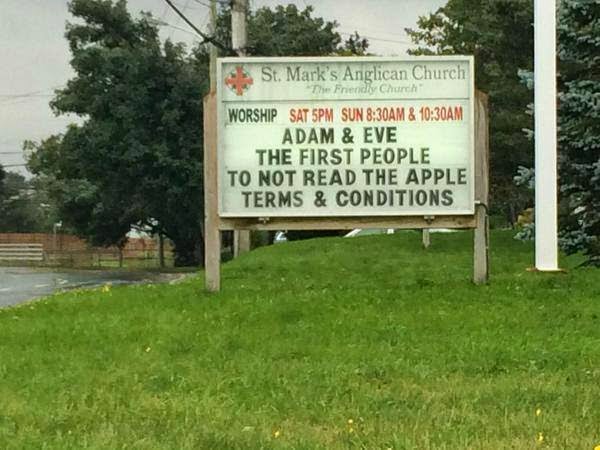 St. Mark's Anglican Church
"The Friendly Church"
WORSHIP SAT 5PM SUN 8:30AM & 10:30AM
ADAM & EVE
THE FIRST PEOPLE
TO NOT READ THE APPLE
TERMS & CONDITIONS